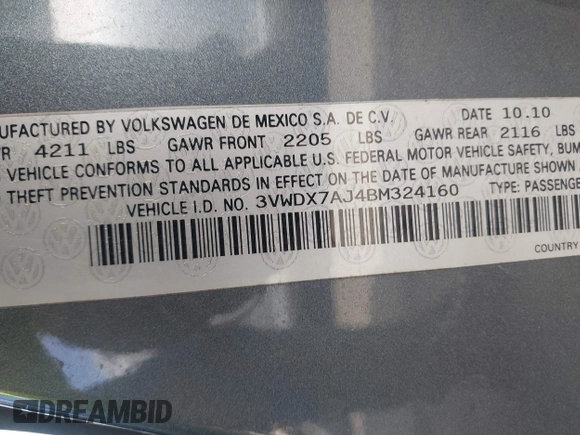 NUFACTURED BY VOLKSWAGEN DE MEXICO S.A. DE C.V. DATE 10.10
R 4211 LBS GAWR FRONT 2205 LBS GAWR REAR 2116 LBS
VEHICLE CONFORMS TO ALL APPLICABLE U.S. FEDERAL MOTOR VEHICLE SAFETY, BUM
THEFT PREVENTION STANDARDS IN EFFECT ON THE DATE OF MANUFACTURE SHOWN
VEHICLE I.D. NO. 3VWDX7AJ4BM324160 TYPE: PASSENGE
COUNTRY
DREAMBID